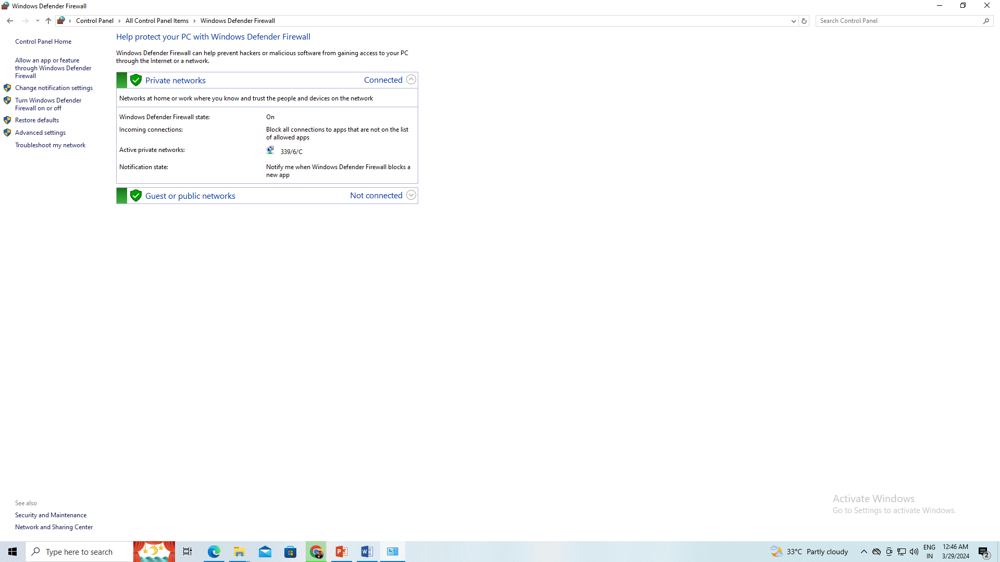 Windows Defender Firewall
Control Panel > All Control Panel Items > Windows Defender Firewall
Search Control Panel
Control Panel Home
Allow an app or feature
through Windows Defender
Firewall
Change notification settings
Turn Windows Defender
Firewall on or off
Restore defaults
Advanced settings
Troubleshoot my network
Help protect your PC with Windows Defender Firewall
Windows Defender Firewall can help prevent hackers or malicious software from gaining access to your PC
through the Internet or a network.
Private networks Connected
Networks at home or work where you know and trust the people and devices on the network
Windows Defender Firewall state: On
Incoming connections: Block all connections to apps that are not on the list
of allowed apps
Active private networks: 339/6/C
Notification state: Notify me when Windows Defender Firewall blocks a
new app
Guest or public networks Not connected
See also
Security and Maintenance
Network and Sharing Center
Activate Windows
Go to Settings to activate Windows.
Type here to search
33°C Partly cloudy
ENG
IN
12:46 AM
3/29/2024
2